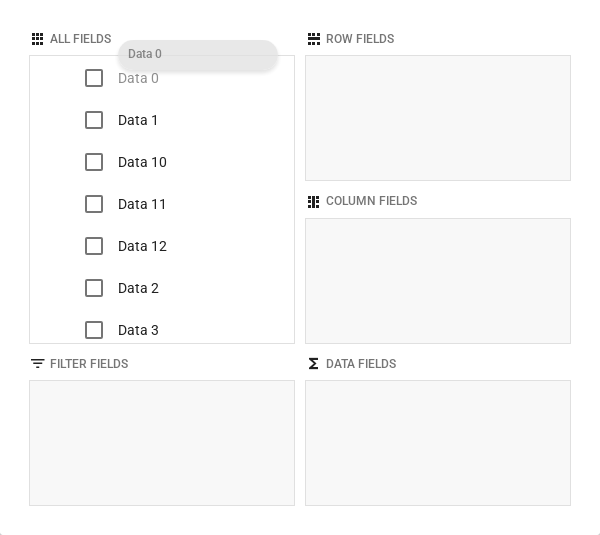 ALL FIELDS
Data 0
Data 0
Data 1
Data 10
Data 11
Data 12
Data 2
Data 3
ROW FIELDS
COLUMN FIELDS
FILTER FIELDS
DATA FIELDS